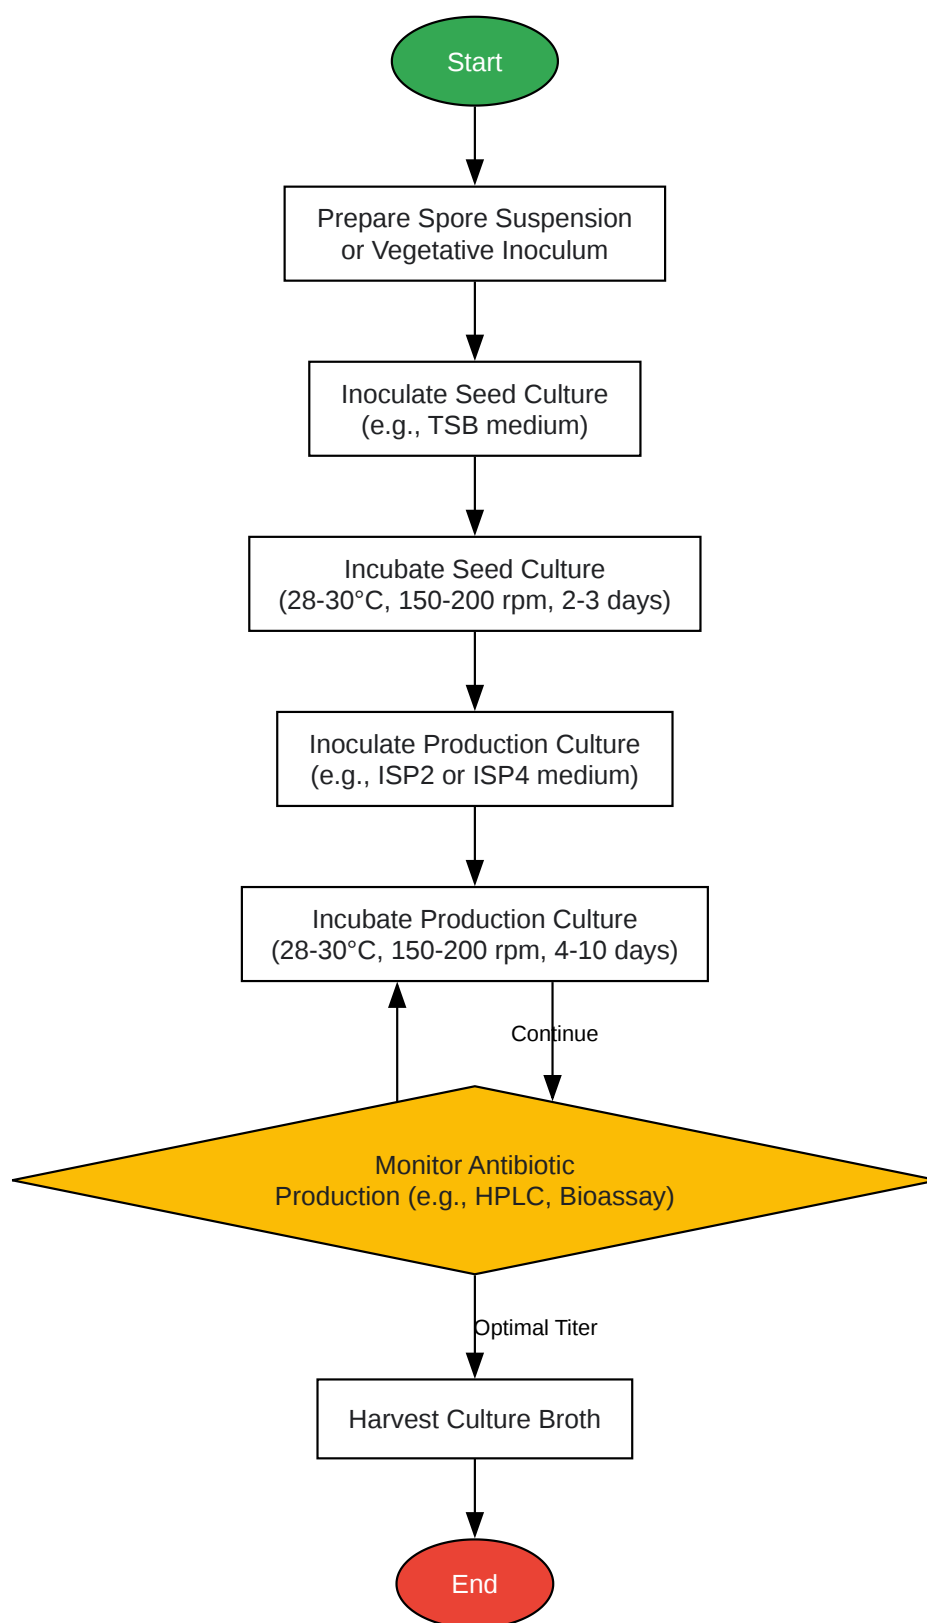 Start
Prepare Spore Suspension
or Vegetative Inoculum
Inoculate Seed Culture
(e.g., TSB medium)
Incubate Seed Culture
(28-30°C, 150-200 rpm, 2-3 days)
Inoculate Production Culture
(e.g., ISP2 or ISP4 medium)
Incubate Production Culture
(28-30°C, 150-200 rpm, 4-10 days)
Continue
Monitor Antibiotic
Production (e.g., HPLC, Bioassay)
Optimal Titer
Harvest Culture Broth
End